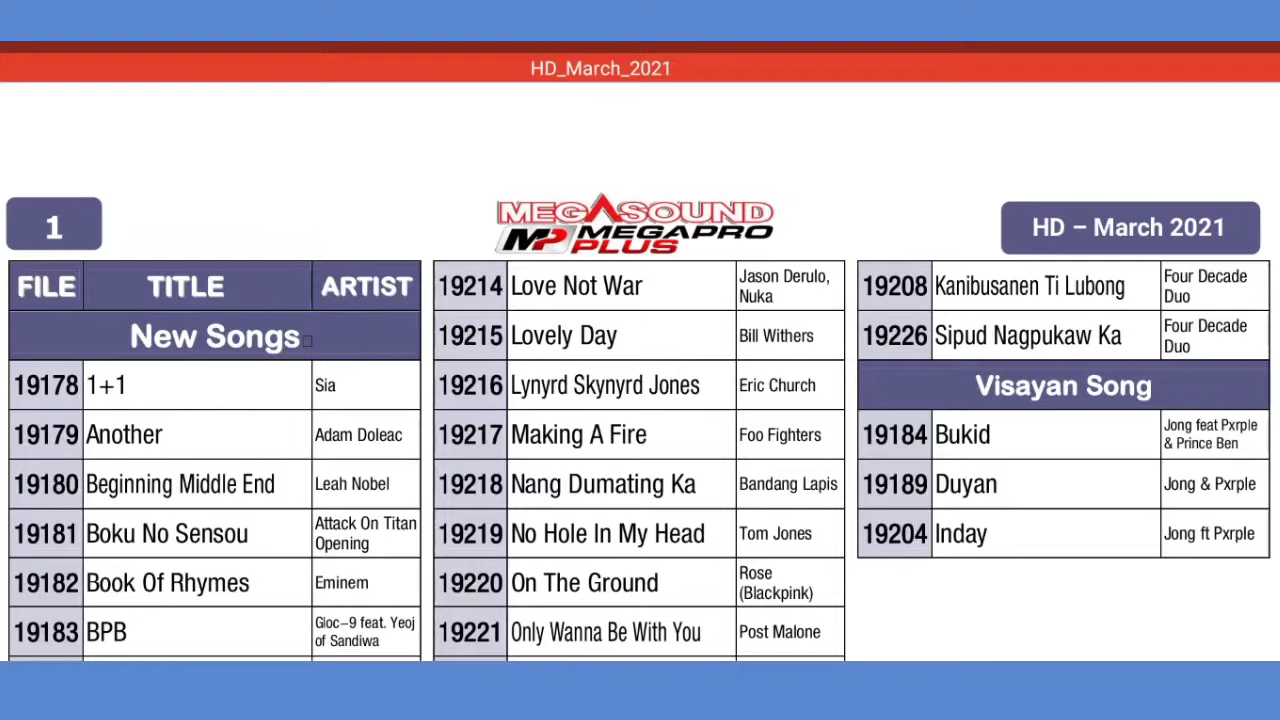 HD_March_2021
1
MEGASOUND
MP MEGAPRO
PLUS
HD – March 2021
FILE TITLE ARTIST
New Songs
19178 1+1 Sia
19179 Another Adam Doleac
19180 Beginning Middle End Leah Nobel
19181 Boku No Sensou Attack On Titan
Opening
19182 Book Of Rhymes Eminem
19183 BPB Gloc–9 feat. Yeoj
of Sandiwa
19214 Love Not War Jason Derulo,
Nuka
19215 Lovely Day Bill Withers
19216 Lynyrd Skynyrd Jones Eric Church
19217 Making A Fire Foo Fighters
19218 Nang Dumating Ka Bandang Lapis
19219 No Hole In My Head Tom Jones
19220 On The Ground Rose
(Blackpink)
19221 Only Wanna Be With You Post Malone
19208 Kanibusanen Ti Lubong Four Decade
Duo
19226 Sipud Nagpukaw Ka Four Decade
Duo
Visayan Song
19184 Bukid Jong feat Pxrple
& Prince Ben
19189 Duyan Jong & Pxrple
19204 Inday Jong ft Pxrple